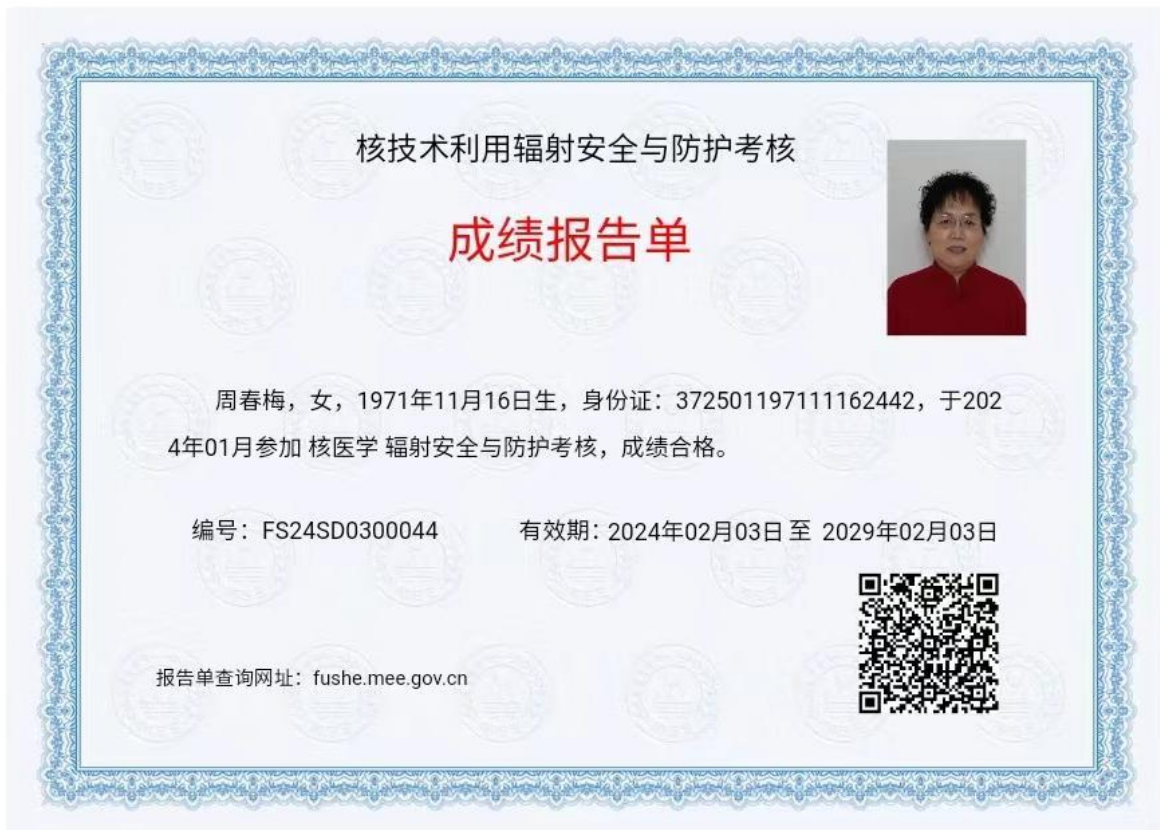 核技术利用辐射安全与防护考核
成绩报告单
周春梅，女，1971年11月16日生，身份证：372501197111162442，于202
4年01月参加 核医学 辐射安全与防护考核，成绩合格。
编号：FS24SD0300044 有效期：2024年02月03日 至 2029年02月03日
报告单查询网址：fushe.mee.gov.cn